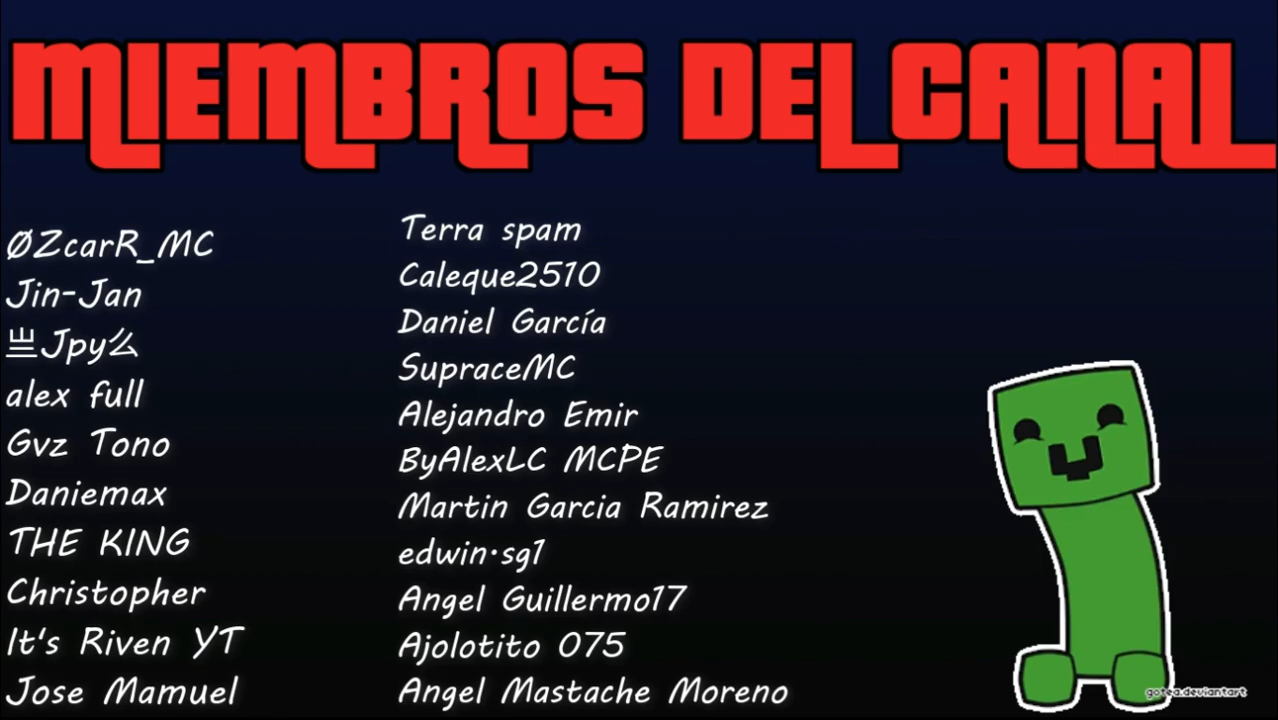 MIEMBROS DEL CANAL
ØZcarR_MC
Jin-Jan
亗Jpy么
alex full
Gvz Tono
Daniemax
THE KING
Christopher
It's Riven YT
Jose Mamuel
Terra spam
Caleque2510
Daniel García
SupraceMC
Alejandro Emir
ByAlexLC MCPE
Martin Garcia Ramirez
edwin•sg1
Angel Guillermo17
Ajolotito 075
Angel Mastache Moreno
gotea.deviantart